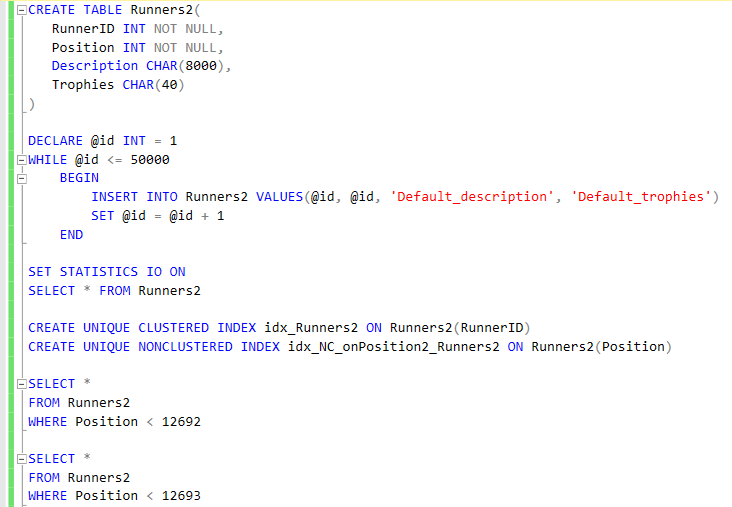 CREATE TABLE Runners2(
RunnerID INT NOT NULL,
Position INT NOT NULL,
Description CHAR(8000),
Trophies CHAR(40)
)
DECLARE @id INT = 1
WHILE @id <= 50000
BEGIN
INSERT INTO Runners2 VALUES(@id, @id, 'Default_description', 'Default_trophies')
SET @id = @id + 1
END
SET STATISTICS IO ON
SELECT * FROM Runners2
CREATE UNIQUE CLUSTERED INDEX idx_Runners2 ON Runners2(RunnerID)
CREATE UNIQUE NONCLUSTERED INDEX idx_NC_onPosition2_Runners2 ON Runners2(Position)
SELECT *
FROM Runners2
WHERE Position < 12692
SELECT *
FROM Runners2
WHERE Position < 12693